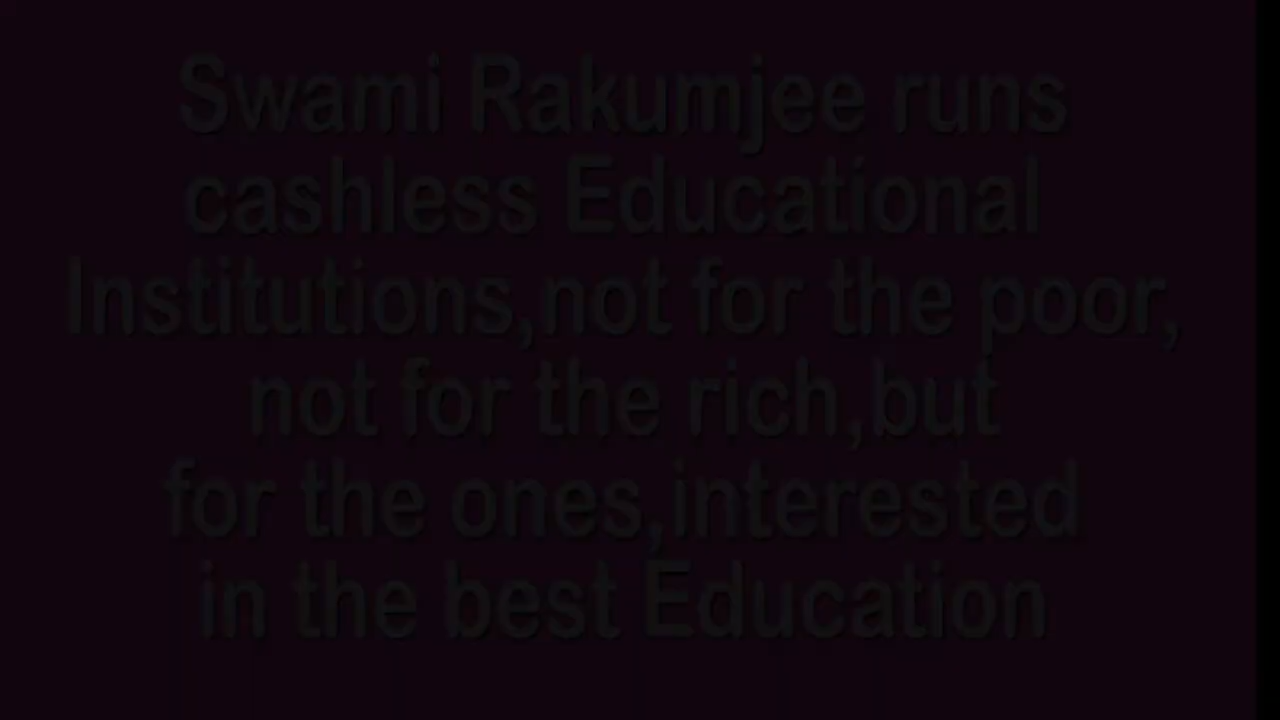 Swami Rakumjee runs
cashless Educational
Institutions,not for the poor,
not for the rich,but
for the ones,interested
in the best Education